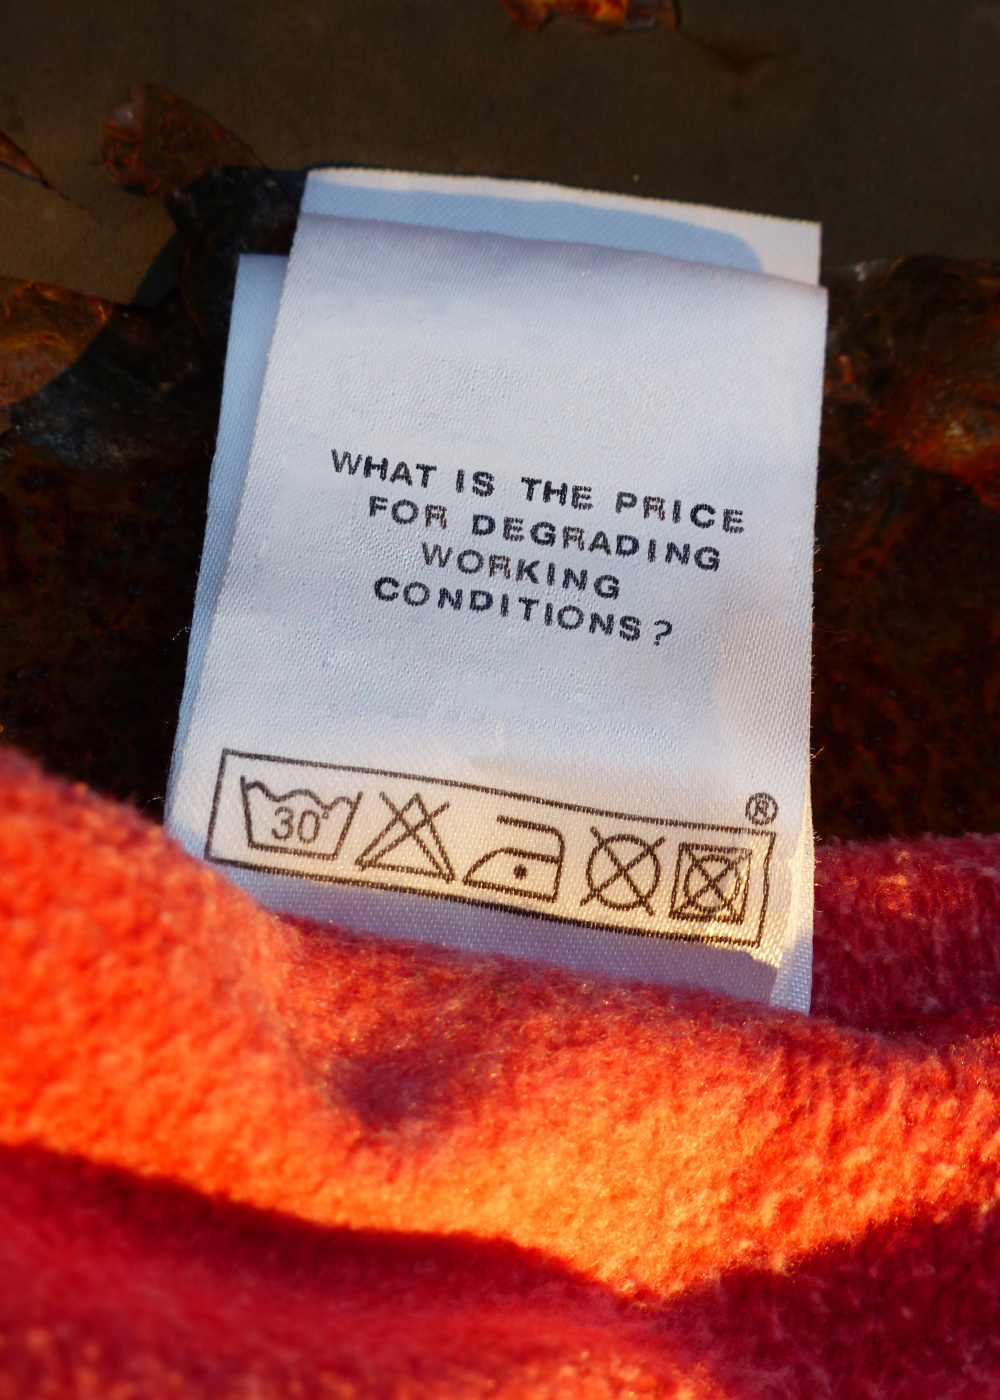 WHAT IS THE PRICE
FOR DEGRADING
WORKING
CONDITIONS?
®
30°